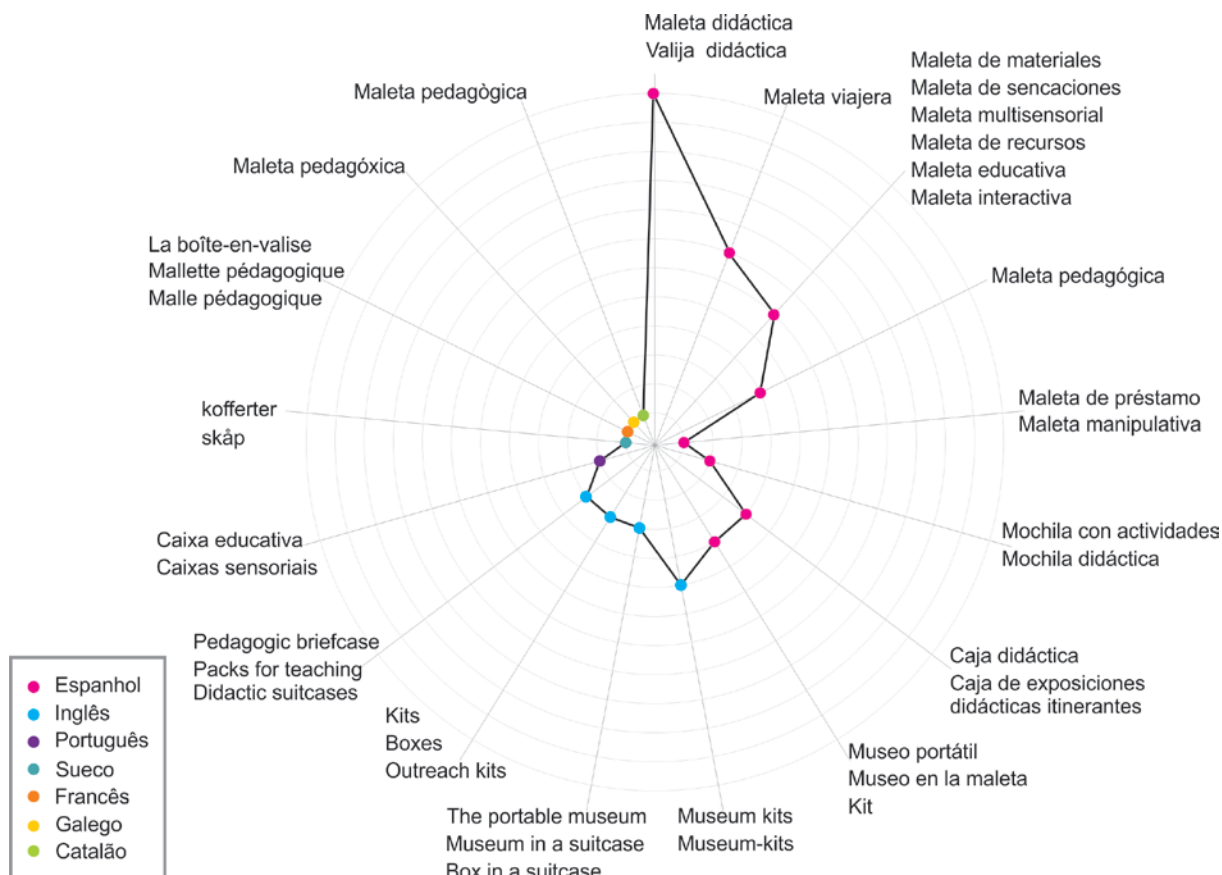 Maleta didáctica
Valija didáctica
Maleta viajera
Maleta de materiales
Maleta de sencaciones
Maleta multisensorial
Maleta de recursos
Maleta educativa
Maleta interactiva
Maleta pedagógica
Maleta de préstamo
Maleta manipulativa
Mochila con actividades
Mochila didáctica
Caja didáctica
Caja de exposiciones
didácticas itinerantes
Museo portátil
Museo en la maleta
Kit
Museum kits
Museum-kits
The portable museum
Museum in a suitcase
Box in a suitcase
Kits
Boxes
Outreach kits
Pedagogic briefcase
Packs for teaching
Didactic suitcases
Caixa educativa
Caixas sensoriais
kofferter
skåp
La boîte-en-valise
Mallette pédagogique
Malle pédagogique
Maleta pedagóxica
Maleta pedagògica
Espanhol
Inglês
Português
Sueco
Francês
Galego
Catalão